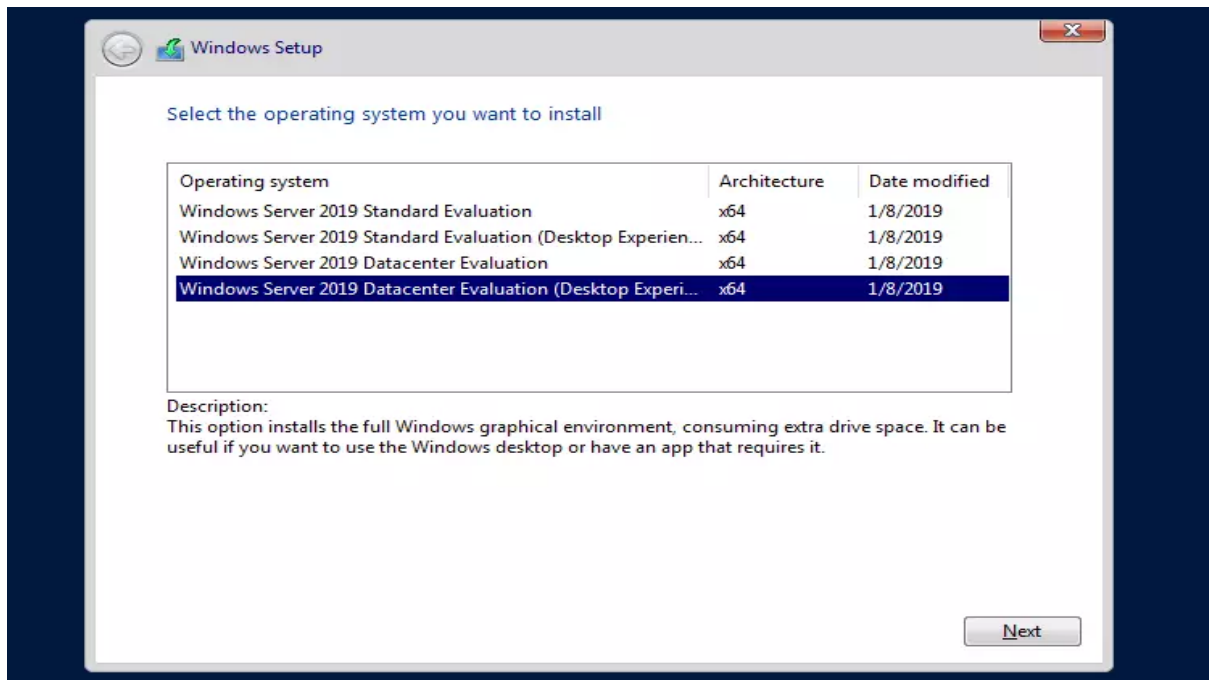 Windows Setup
Select the operating system you want to install
Operating system Architecture Date modified
Windows Server 2019 Standard Evaluation x64 1/8/2019
Windows Server 2019 Standard Evaluation (Desktop Experien... x64 1/8/2019
Windows Server 2019 Datacenter Evaluation x64 1/8/2019
Windows Server 2019 Datacenter Evaluation (Desktop Experi... x64 1/8/2019
Description:
This option installs the full Windows graphical environment, consuming extra drive space. It can be
useful if you want to use the Windows desktop or have an app that requires it.
Next